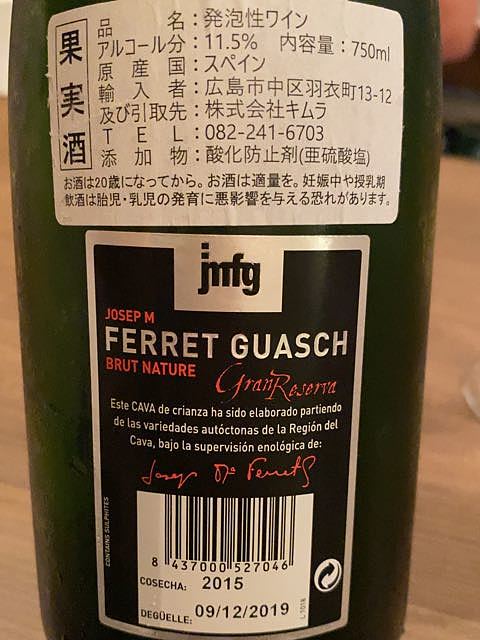 果実酒
品名：発泡性ワイン
アルコール分：11.5% 内容量：750ml
原産国：スペイン
輸入者：広島市中区羽衣町13-12
及び引取先：株式会社キムラ
TEL：082-241-6703
添加物：酸化防止剤(亜硫酸塩)
お酒は20歳になってから。お酒は適量を。妊娠中や授乳期
飲酒は胎児・乳児の発育に悪影響を与える恐れがあります。
jmfg
JOSEP M
FERRET GUASCH
BRUT NATURE
Gran Reserva
Este CAVA de crianza ha sido elaborado partiendo
de las variedades autóctonas de la Región del
Cava, bajo la supervisión enológica de:
Josep Mª Ferret G
CONTAINS SULPHITES
8 437000 527046
COSECHA: 2015
DEGÜELLE: 09/12/2019
L-1018